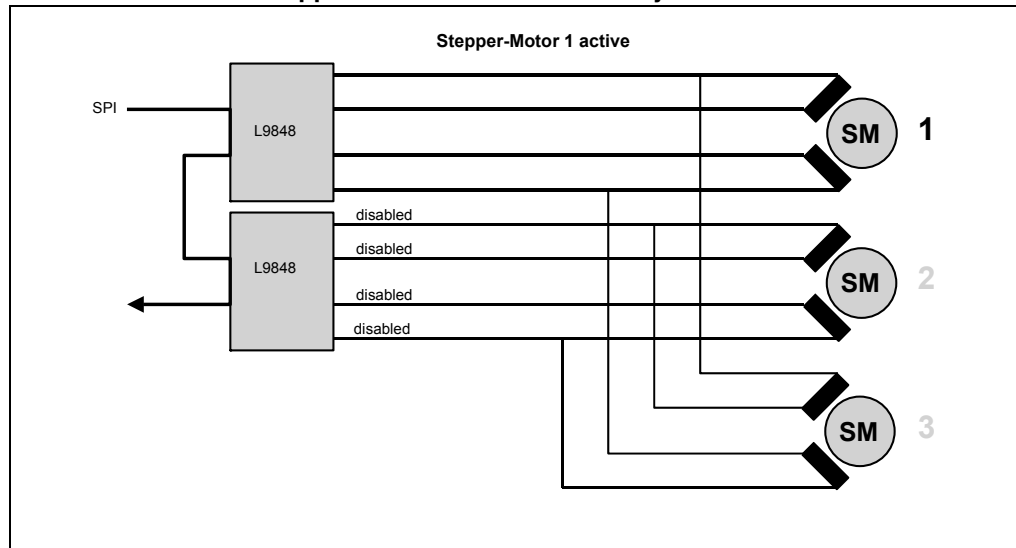 Stepper-Motor 1 active
SPI
L9848
SM
1
disabled
disabled
L9848
SM
2
disabled
disabled
SM
3